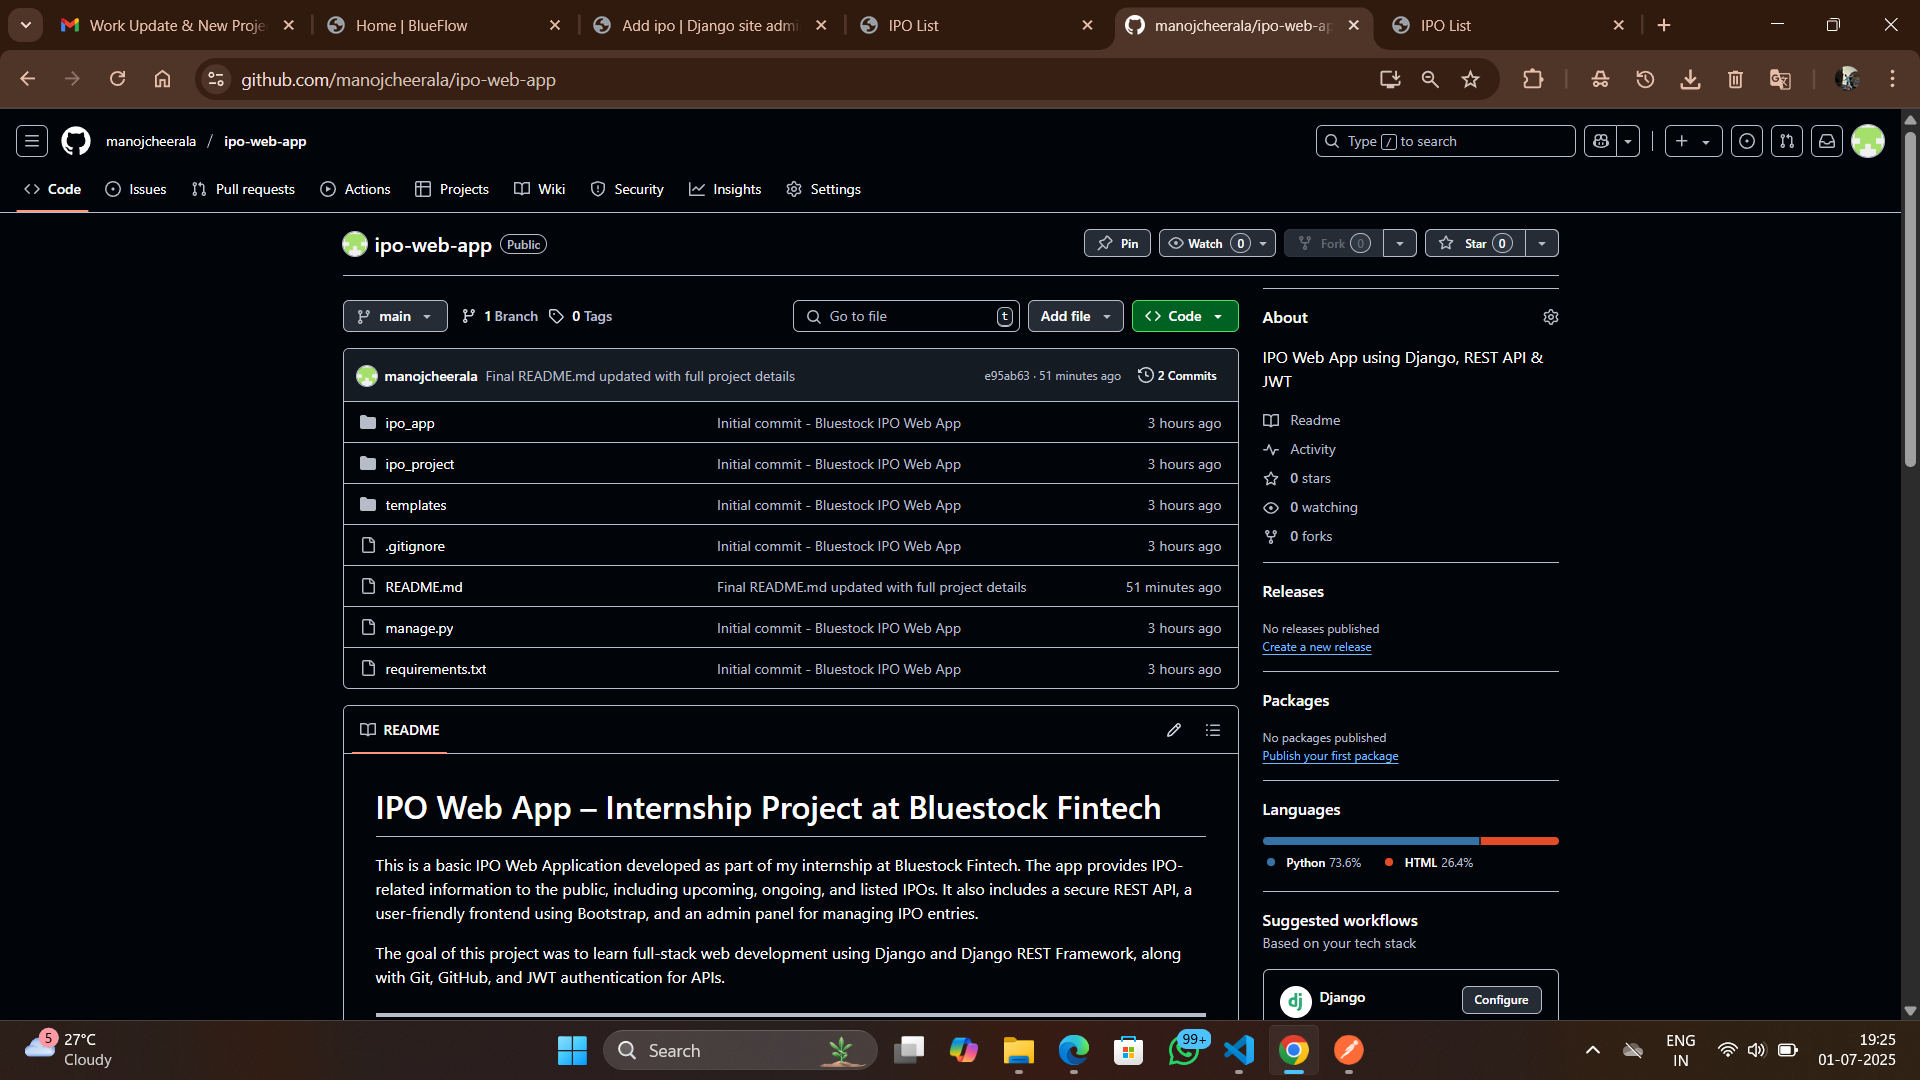 Work Update & New Proje
Home | BlueFlow
Add ipo | Django site adm
IPO List
manojcheerala/ipo-web-ap
IPO List
github.com/manojcheerala/ipo-web-app
manojcheerala / ipo-web-app
Type / to search
Code
Issues
Pull requests
Actions
Projects
Wiki
Security
Insights
Settings
ipo-web-app Public
Pin
Watch 0
Fork 0
Star 0
main
1 Branch
0 Tags
Go to file t
Add file
Code
manojcheerala Final README.md updated with full project details e95ab63 · 51 minutes ago 2 Commits
ipo_app Initial commit - Bluestock IPO Web App 3 hours ago
ipo_project Initial commit - Bluestock IPO Web App 3 hours ago
templates Initial commit - Bluestock IPO Web App 3 hours ago
.gitignore Initial commit - Bluestock IPO Web App 3 hours ago
README.md Final README.md updated with full project details 51 minutes ago
manage.py Initial commit - Bluestock IPO Web App 3 hours ago
requirements.txt Initial commit - Bluestock IPO Web App 3 hours ago
README
IPO Web App – Internship Project at Bluestock Fintech
This is a basic IPO Web Application developed as part of my internship at Bluestock Fintech. The app provides IPO-
related information to the public, including upcoming, ongoing, and listed IPOs. It also includes a secure REST API, a
user-friendly frontend using Bootstrap, and an admin panel for managing IPO entries.
The goal of this project was to learn full-stack web development using Django and Django REST Framework, along
with Git, GitHub, and JWT authentication for APIs.
About
IPO Web App using Django, REST API &
JWT
Readme
Activity
0 stars
0 watching
0 forks
Releases
No releases published
Create a new release
Packages
No packages published
Publish your first package
Languages
Python 73.6%
HTML 26.4%
Suggested workflows
Based on your tech stack
dj
Django
Configure
5
27°C
Cloudy
Search
99+
ENG
IN
19:25
01-07-2025